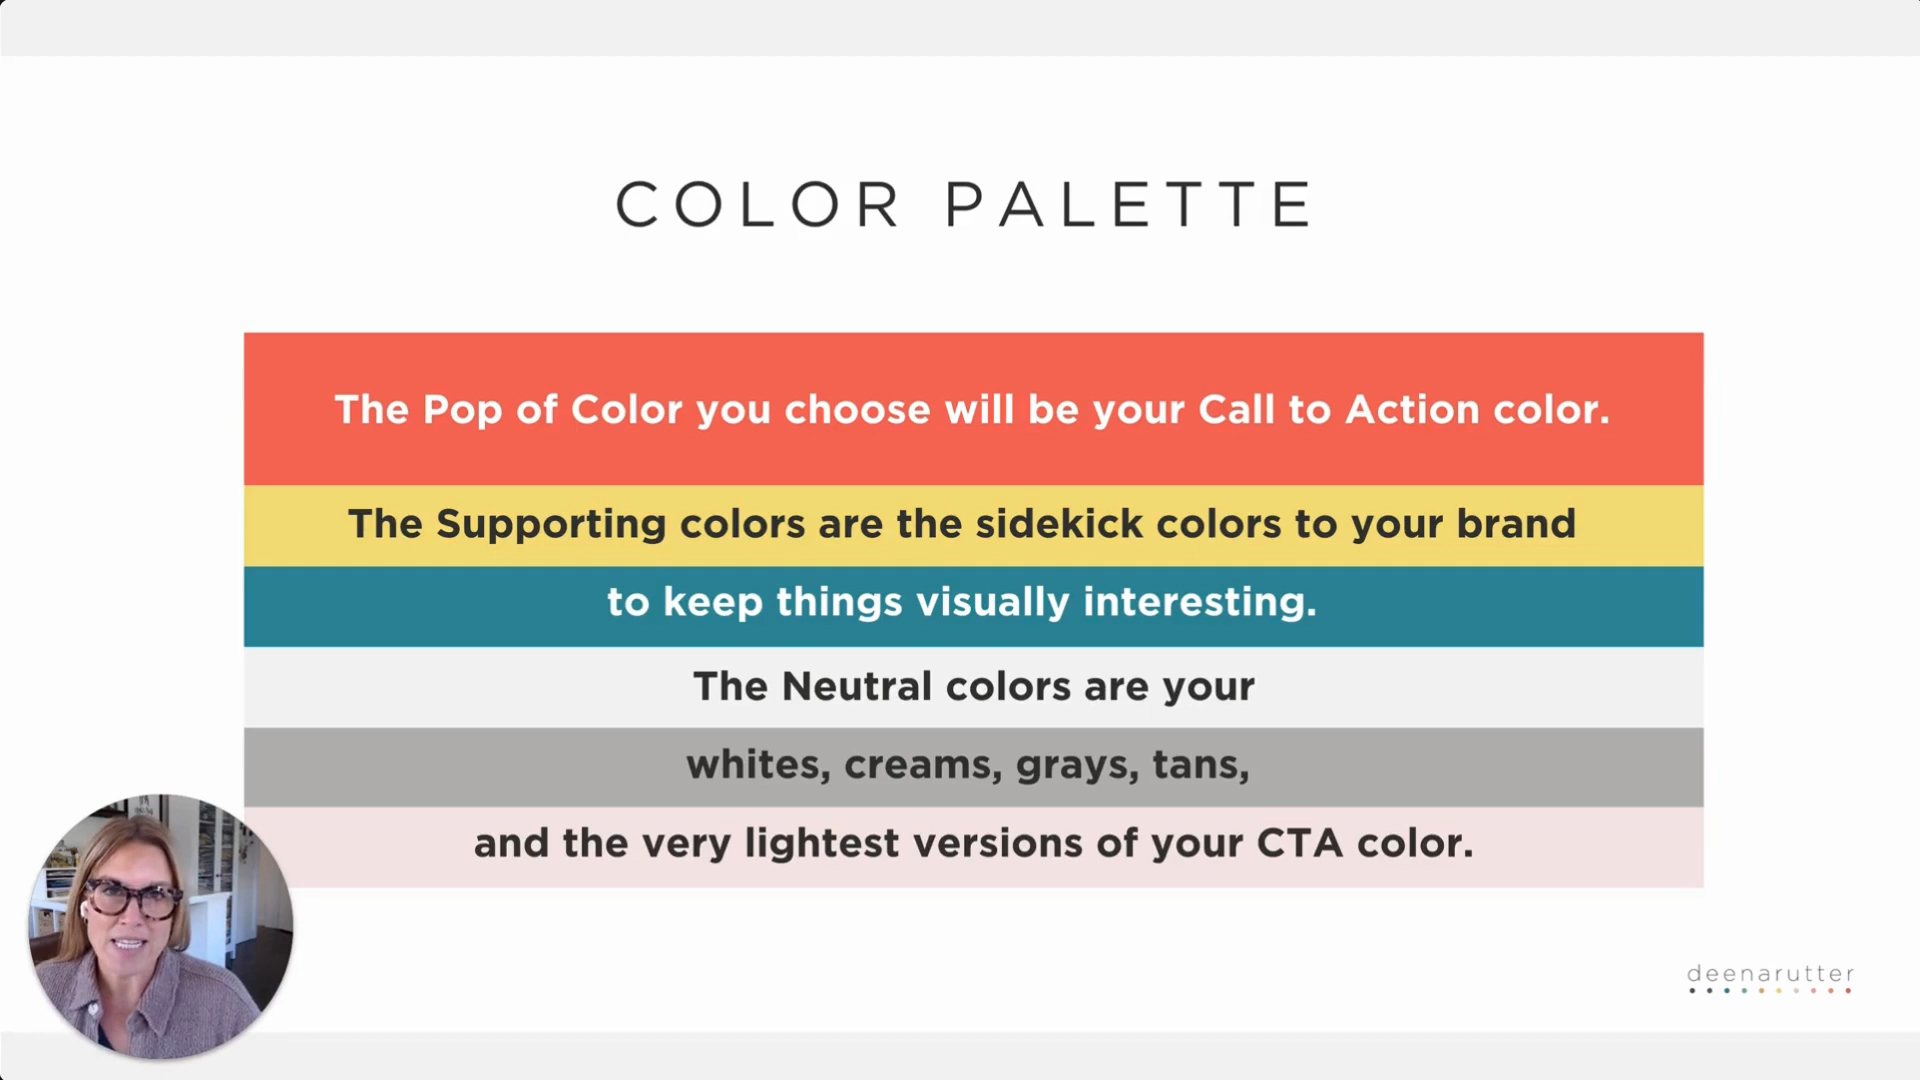 COLOR PALETTE
The Pop of Color you choose will be your Call to Action color.
The Supporting colors are the sidekick colors to your brand
to keep things visually interesting.
The Neutral colors are your
whites, creams, grays, tans,
and the very lightest versions of your CTA color.
deenarutter